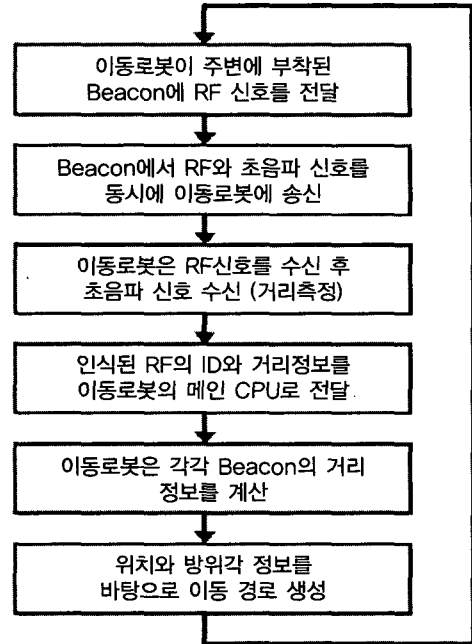 이동로봇이 주변에 부착된
Beacon에 RF 신호를 전달
Beacon에서 RF와 초음파 신호를
동시에 이동로봇에 송신
이동로봇은 RF신호를 수신 후
초음파 신호 수신 (거리측정)
인식된 RF의 ID와 거리정보를
이동로봇의 메인 CPU로 전달
이동로봇은 각각 Beacon의 거리
정보를 계산
위치와 방위각 정보를
바탕으로 이동 경로 생성